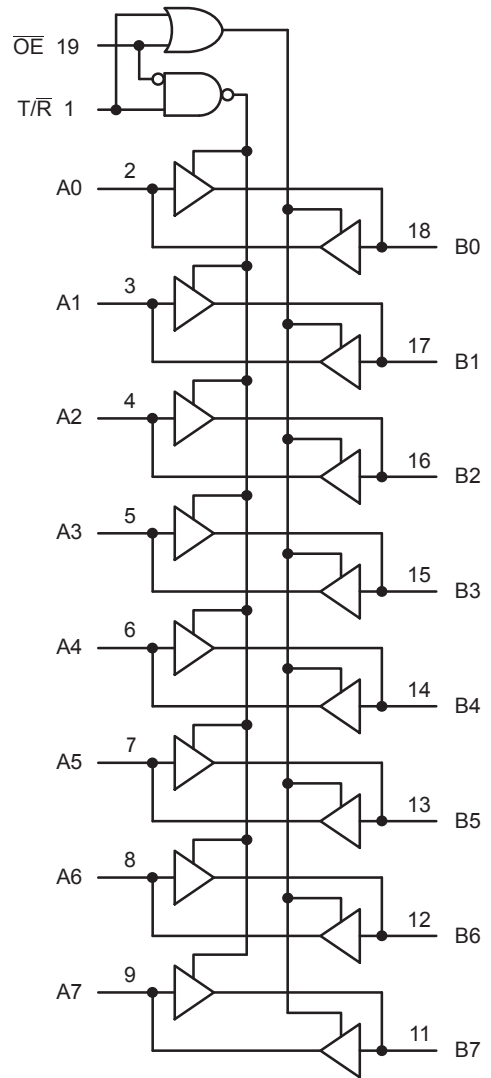 O̅E̅ 19
T/R̅ 1
A0 2
18 B0
A1 3
17 B1
A2 4
16 B2
A3 5
15 B3
A4 6
14 B4
A5 7
13 B5
A6 8
12 B6
A7 9
11 B7